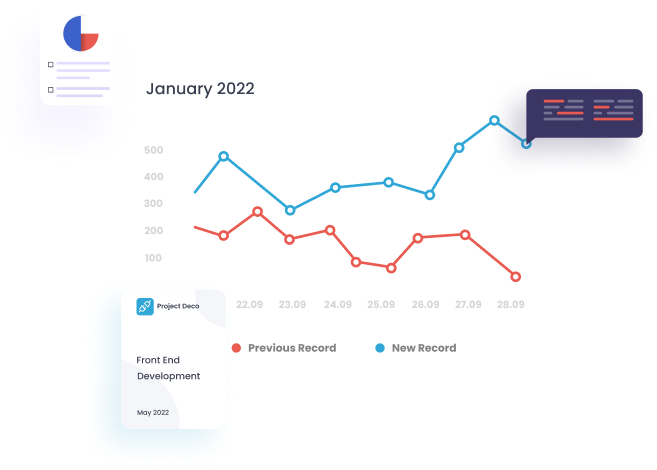 January 2022
500
400
300
200
100
22.09 23.09 24.09 25.09 26.09 27.09 28.09
Project Deco
Previous Record New Record
Front End
Development
May 2022